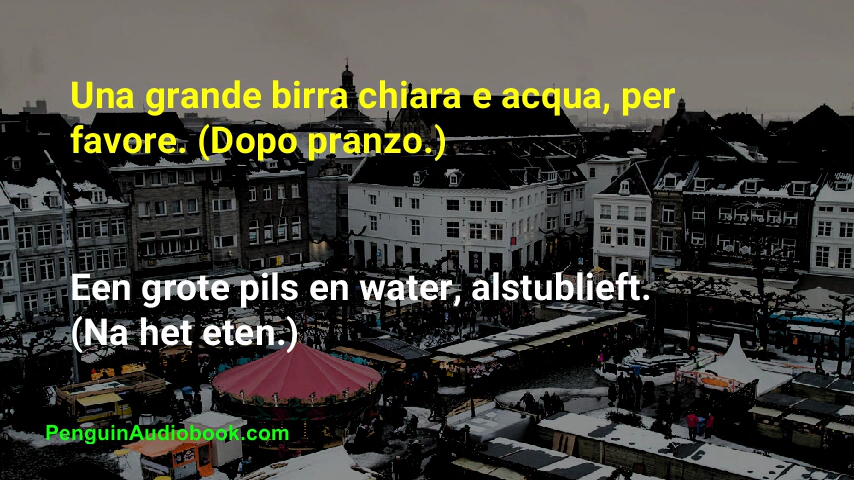 Una grande birra chiara e acqua, per
favore. (Dopo pranzo.)
Een grote pils en water, alstublieft.
(Na het eten.)
PenguinAudiobook.com